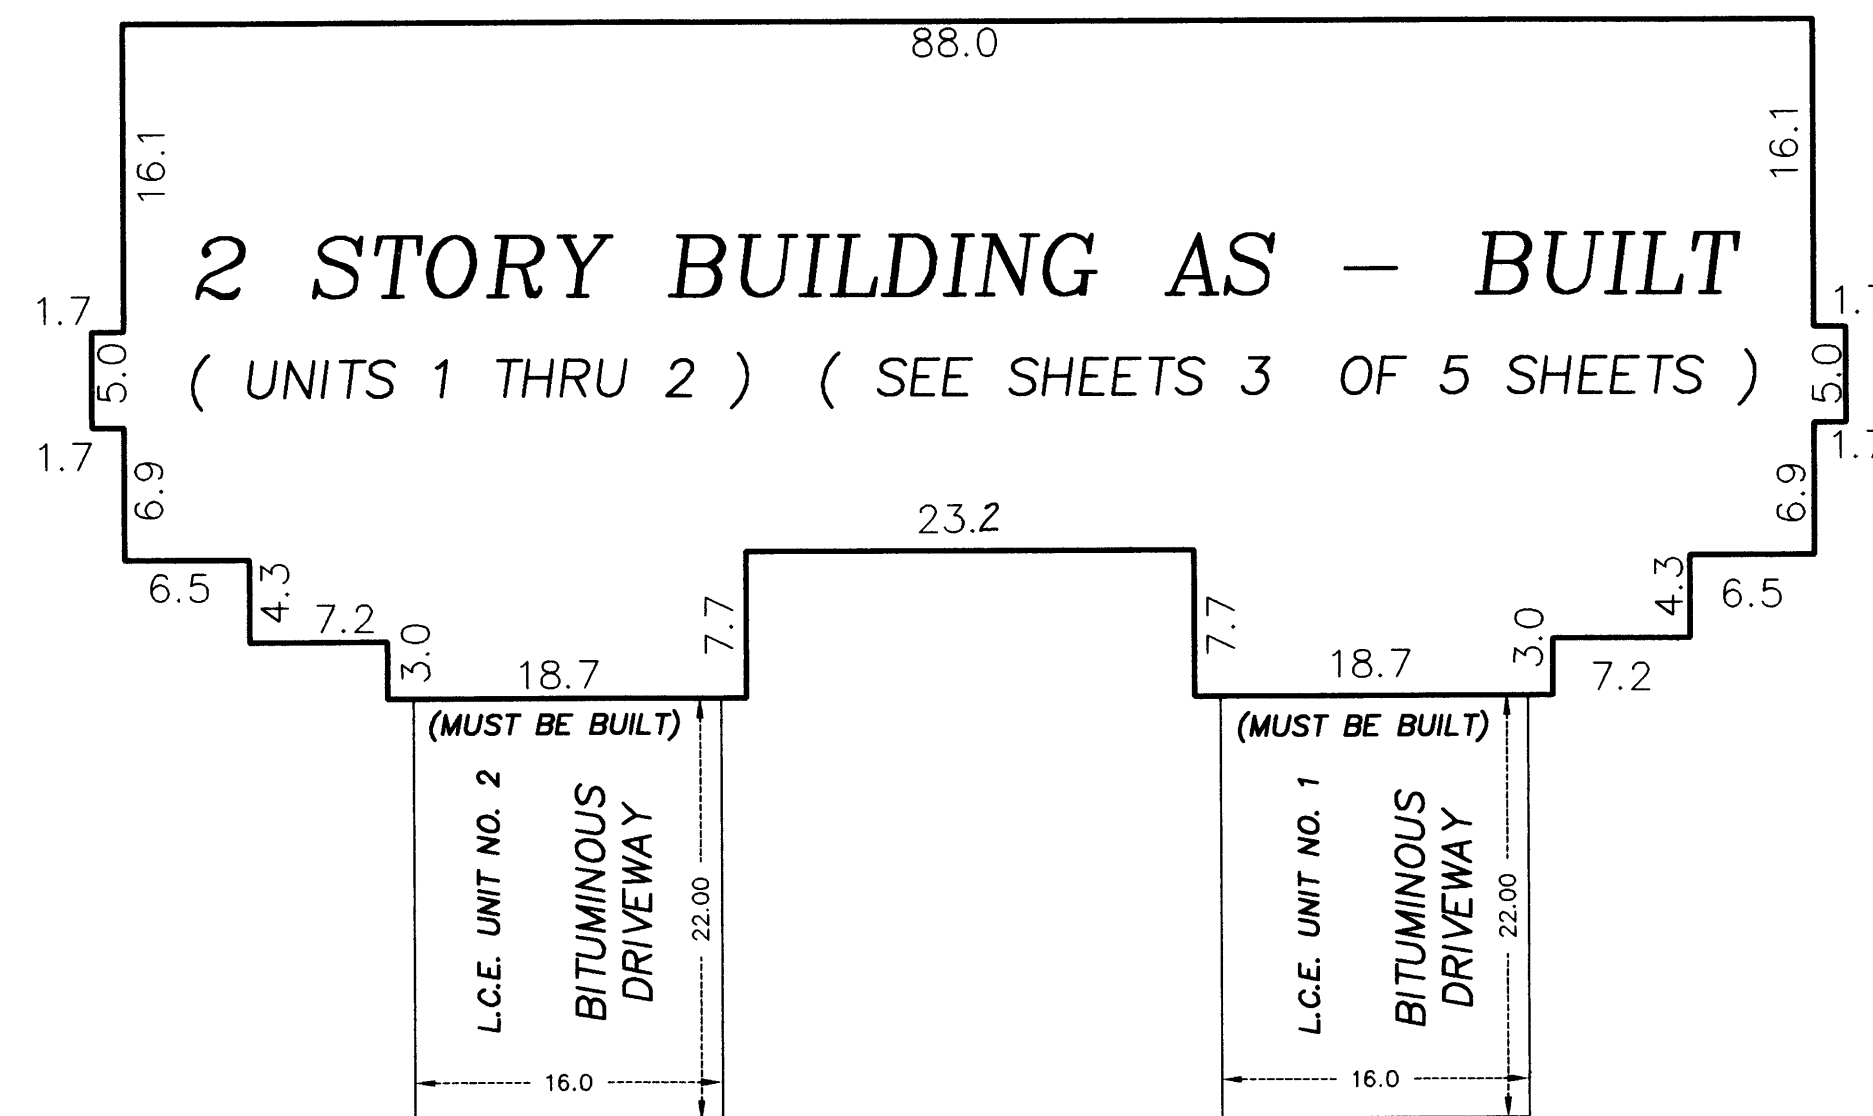 88.0
16.1
16.1
2 STORY BUILDING AS - BUILT
1.7
1.7
5.0
( UNITS 1 THRU 2 ) ( SEE SHEETS 3 OF 5 SHEETS )
5.0
1.7
1.7
6.9
6.9
23.2
6.5
4.3
7.2
3.0
18.7
7.7
7.7
18.7
3.0
7.2
4.3
6.5
(MUST BE BUILT)
L.C.E. UNIT NO. 2
BITUMINOUS
DRIVEWAY
22.00
16.0
(MUST BE BUILT)
L.C.E. UNIT NO. 1
BITUMINOUS
DRIVEWAY
22.00
16.0